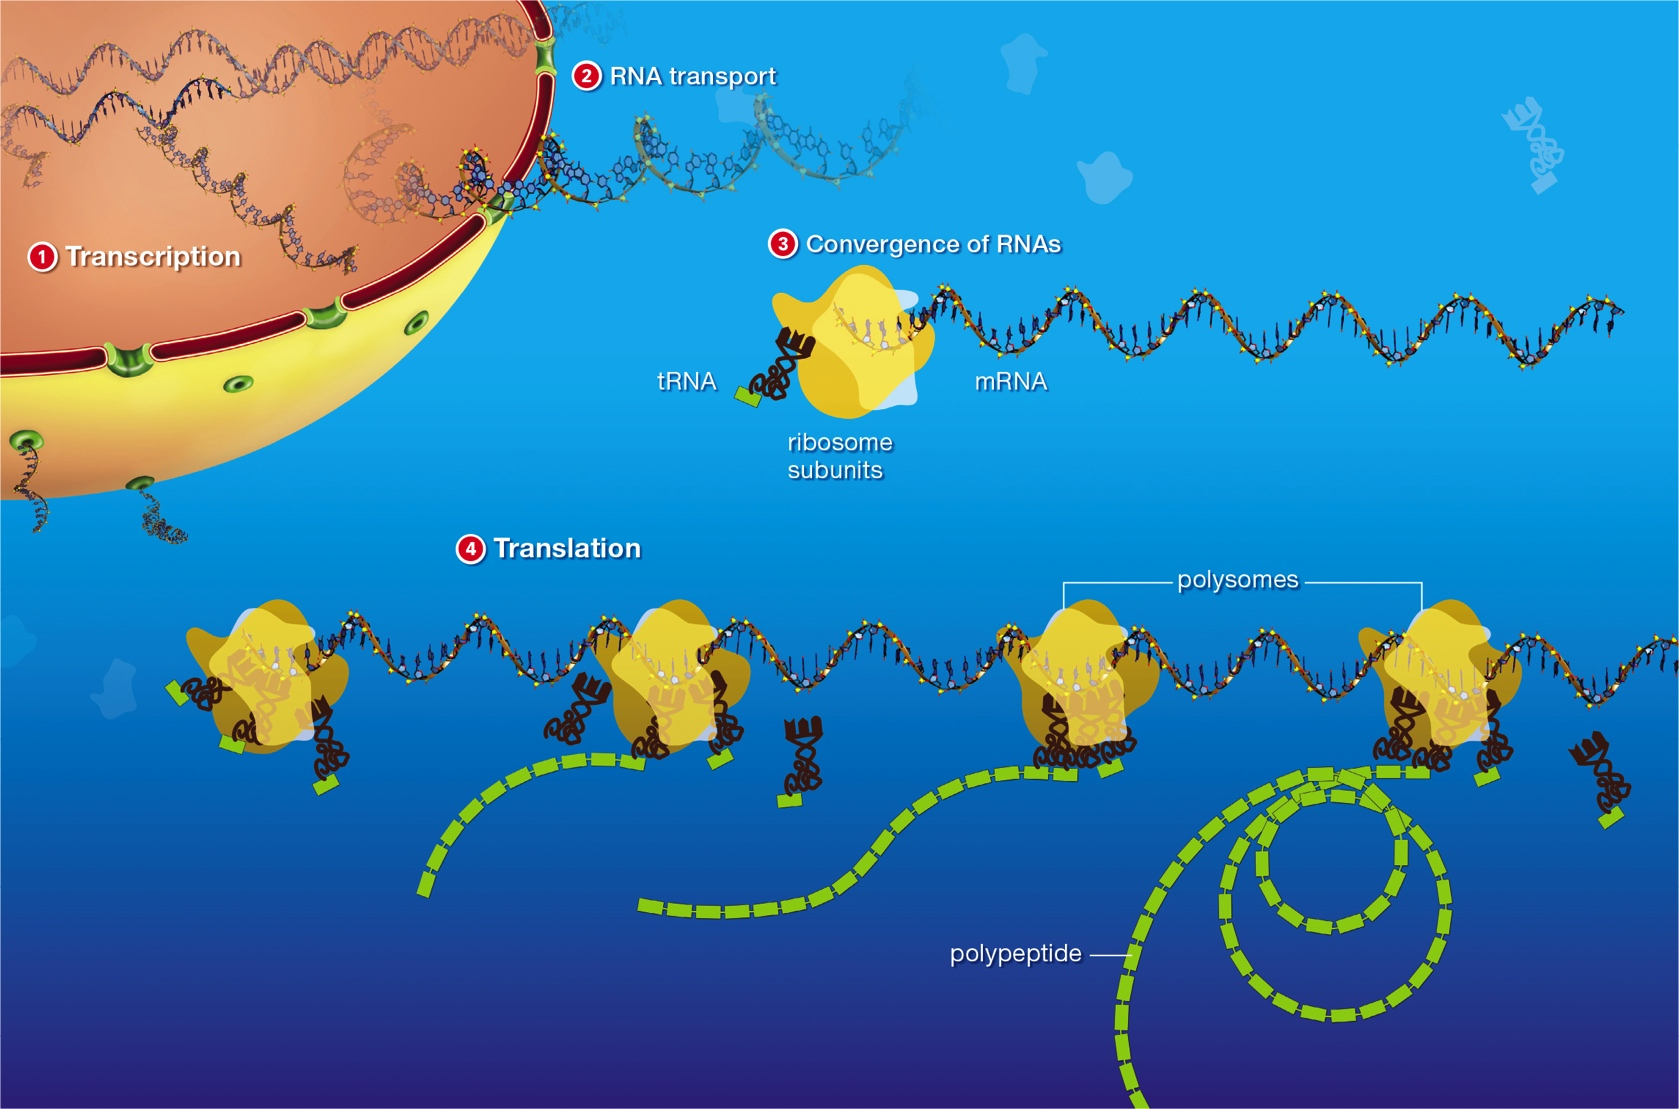 2 RNA transport
1 Transcription
3 Convergence of RNAs
tRNA
mRNA
ribosome
subunits
4 Translation
polysomes
polypeptide